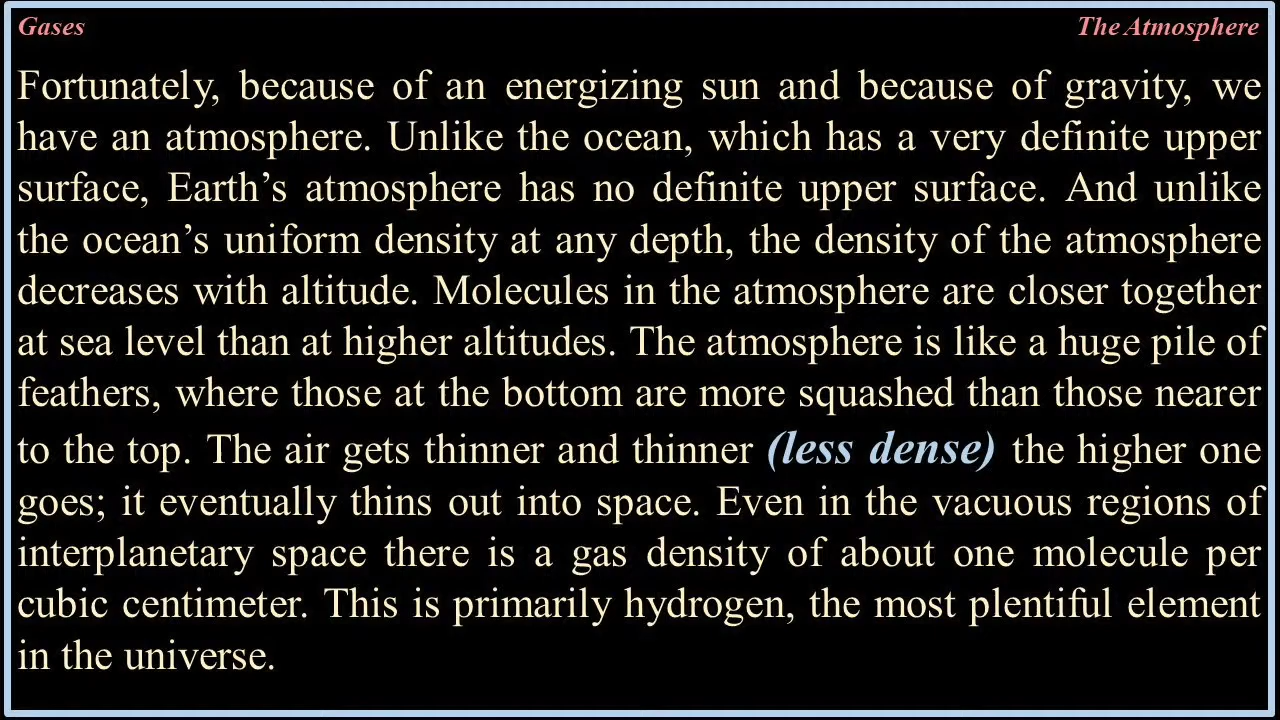 Gases The Atmosphere
Fortunately, because of an energizing sun and because of gravity, we
have an atmosphere. Unlike the ocean, which has a very definite upper
surface, Earth’s atmosphere has no definite upper surface. And unlike
the ocean’s uniform density at any depth, the density of the atmosphere
decreases with altitude. Molecules in the atmosphere are closer together
at sea level than at higher altitudes. The atmosphere is like a huge pile of
feathers, where those at the bottom are more squashed than those nearer
to the top. The air gets thinner and thinner (less dense) the higher one
goes; it eventually thins out into space. Even in the vacuous regions of
interplanetary space there is a gas density of about one molecule per
cubic centimeter. This is primarily hydrogen, the most plentiful element
in the universe.